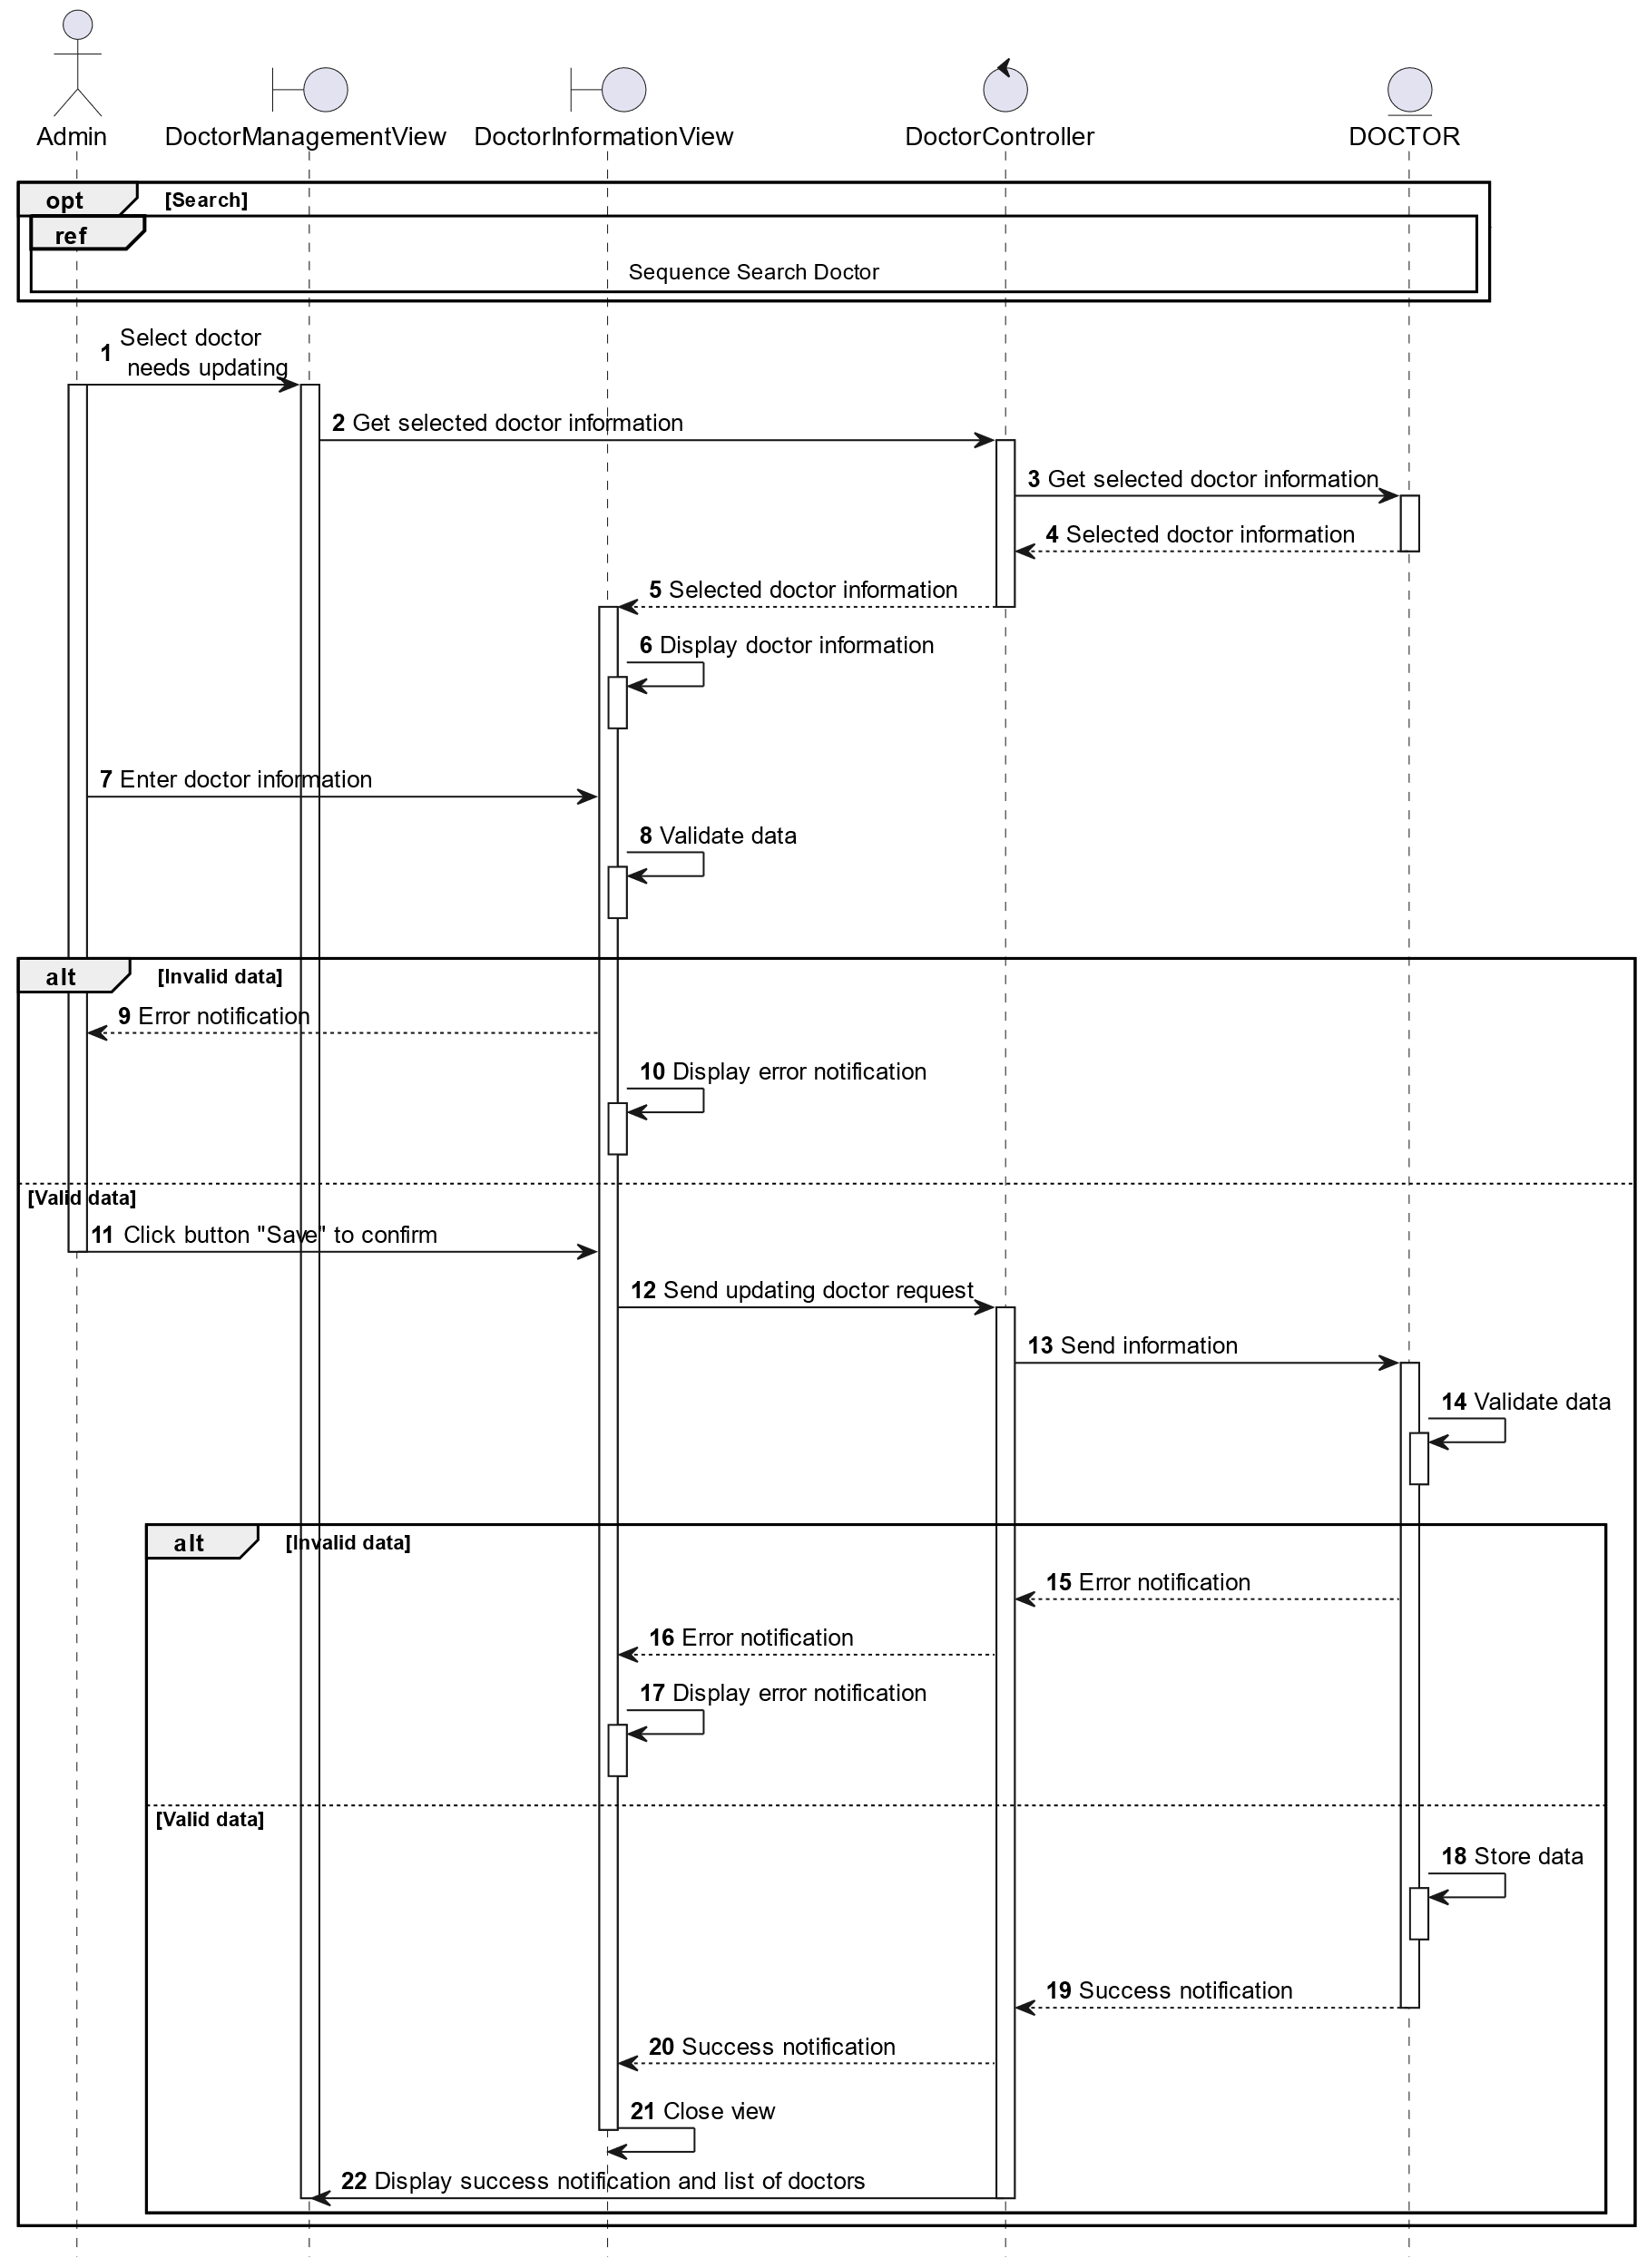 Admin
DoctorManagementView
DoctorInformationView
DoctorController
DOCTOR
opt
[Search]
ref
Sequence Search Doctor
1 Select doctor
needs updating
2 Get selected doctor information
3 Get selected doctor information
4 Selected doctor information
5 Selected doctor information
6 Display doctor information
7 Enter doctor information
8 Validate data
alt
[Invalid data]
9 Error notification
10 Display error notification
[Valid data]
11 Click button "Save" to confirm
12 Send updating doctor request
13 Send information
14 Validate data
alt
[Invalid data]
15 Error notification
16 Error notification
17 Display error notification
[Valid data]
18 Store data
19 Success notification
20 Success notification
21 Close view
22 Display success notification and list of doctors